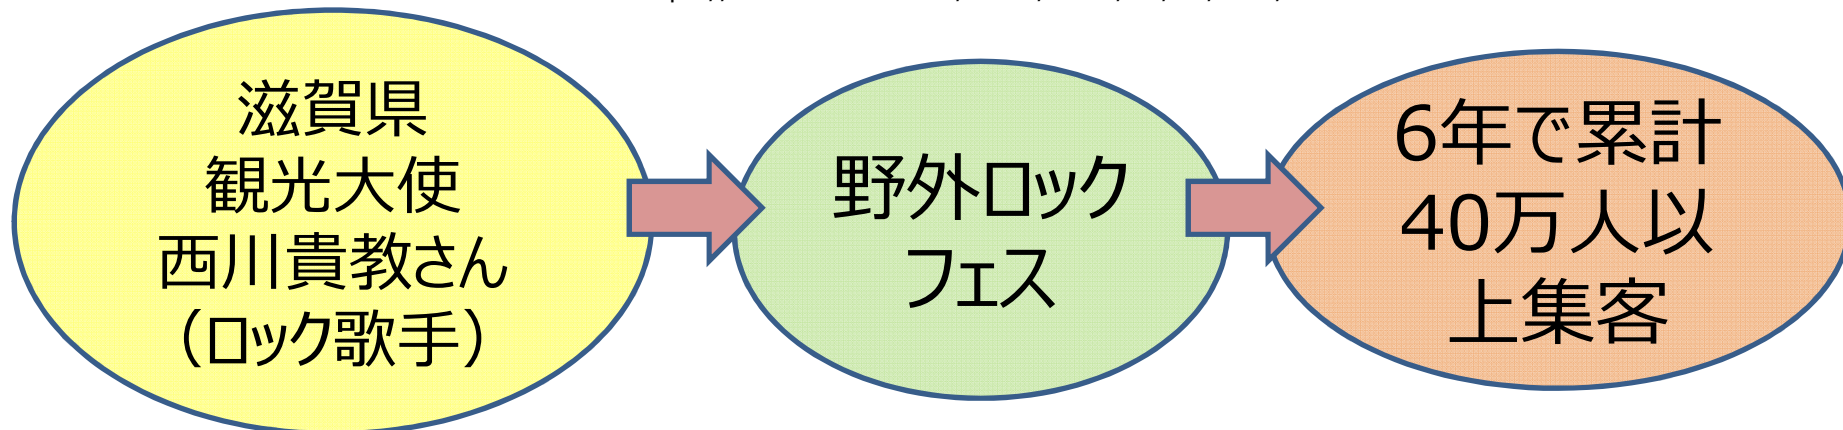 滋賀県
観光大使
西川貴教さん
（ロック歌手）
野外ロック
フェス
6年で累計
40万人以
上集客